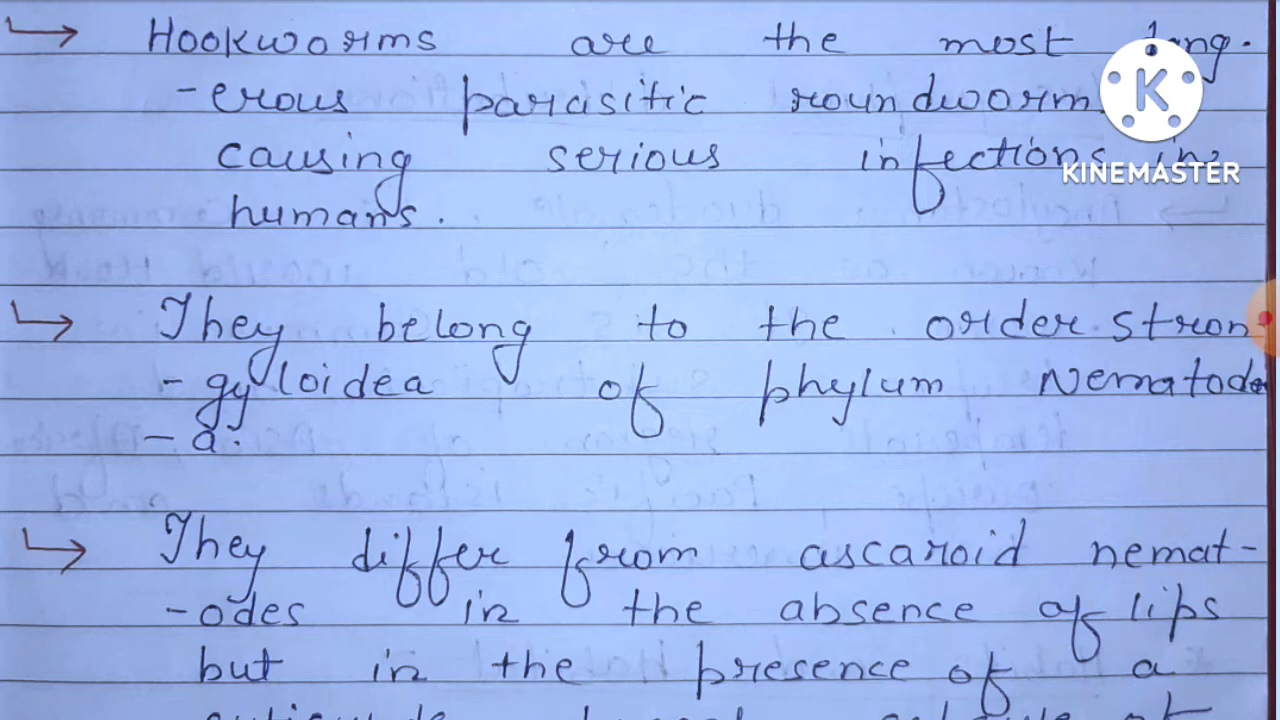 ↳ Hookworms are the most dang-
-erous parasitic roundworm
causing serious infections in
humans.
↳ They belong to the order stron-
-gyloidea of phylum Nematod
-a.
↳ They differ from ascaroid nemat-
-odes in the absence of lips
but in the presence of a
K
KINEMASTER